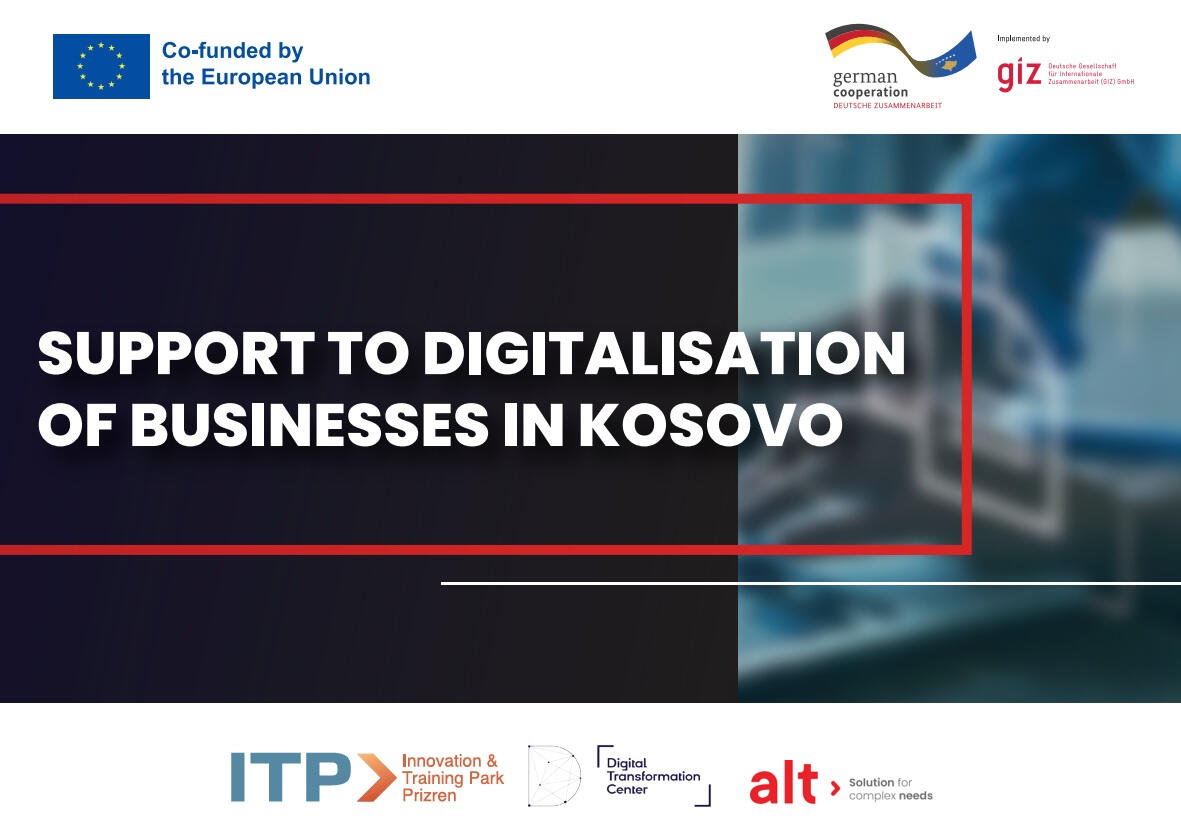 Co-funded by
the European Union
german
cooperation
DEUTSCHE ZUSAMMENARBEIT
Implemented by
giz
Deutsche Gesellschaft
für Internationale
Zusammenarbeit (GIZ) GmbH
SUPPORT TO DIGITALISATION
OF BUSINESSES IN KOSOVO
ITP
Innovation &
Training Park
Prizren
D
Digital
Transformation
Center
alt
Solution for
complex needs